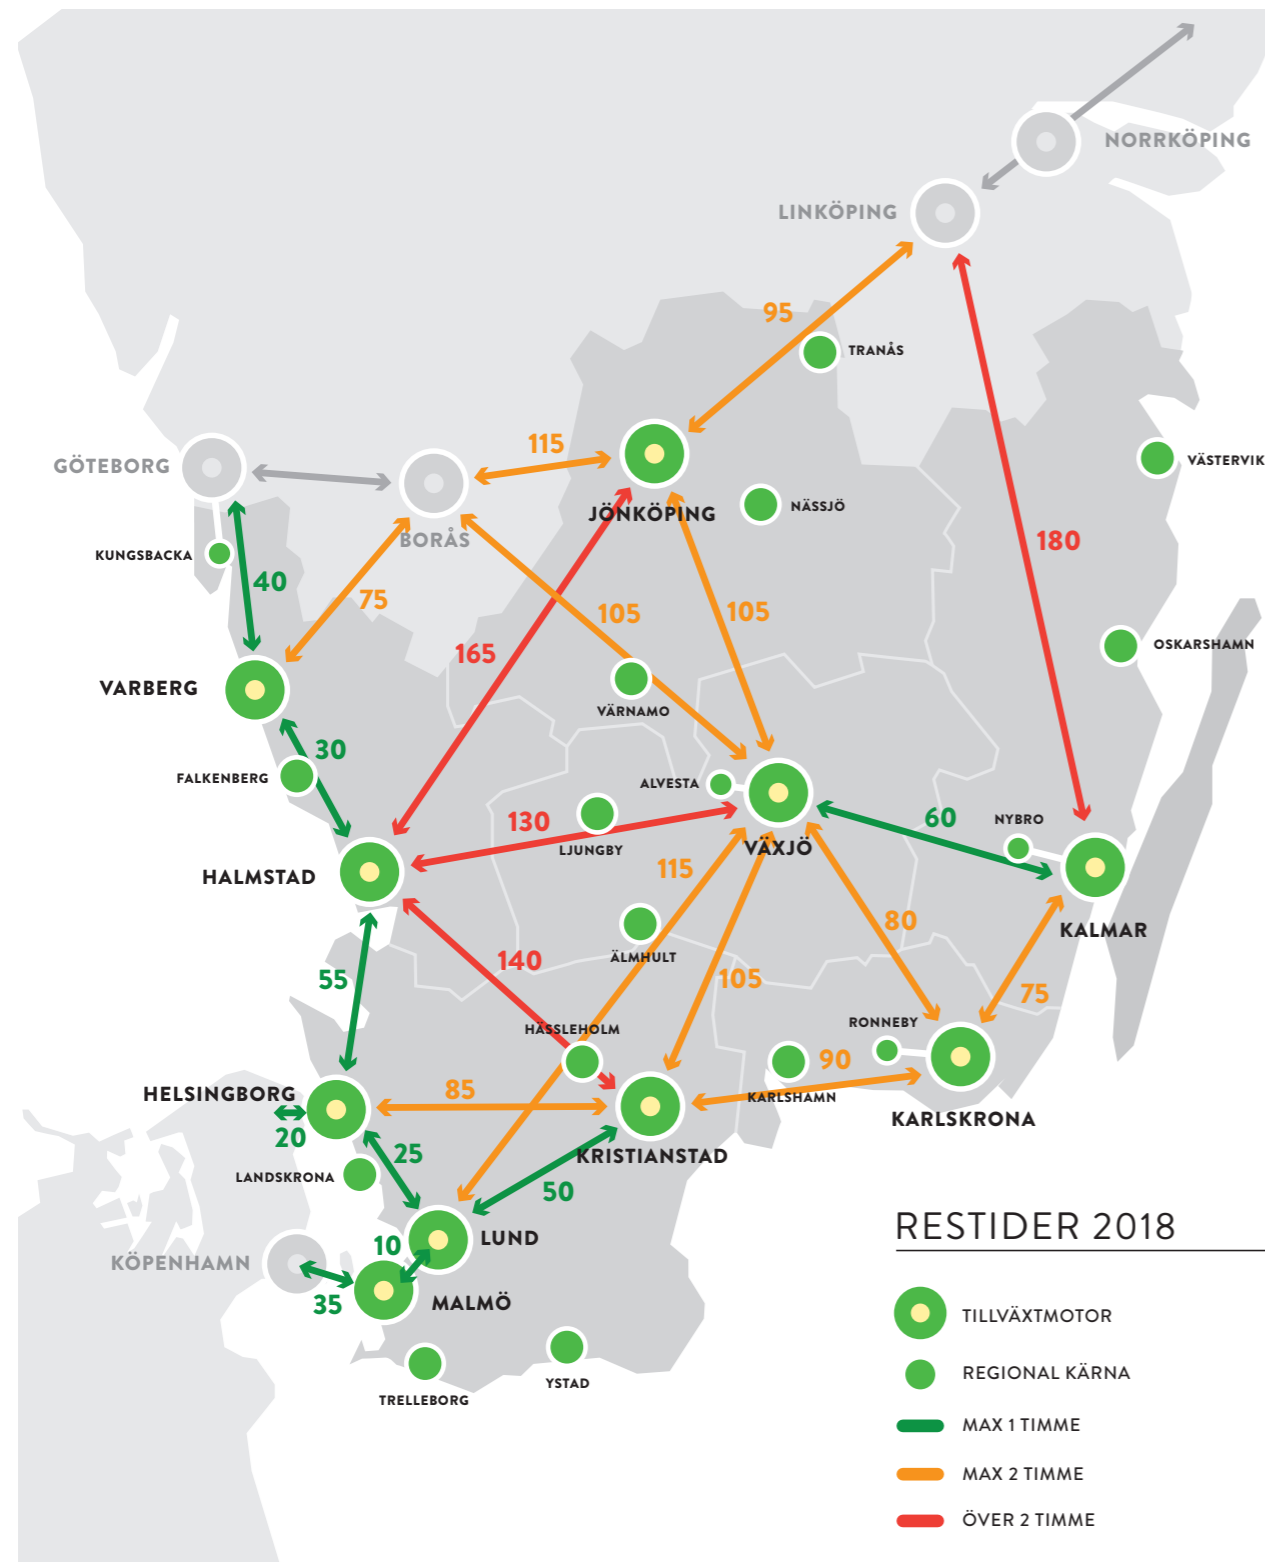 NORRKÖPING
LINKÖPING
95
TRANÅS
115
GÖTEBORG
VÄSTERVIK
JÖNKÖPING
NÄSSJÖ
BORÅS
180
KUNGSBACKA
40
75
105
105
165
OSKARSHAMN
VARBERG
VÄRNAMO
30
FALKENBERG
ALVESTA
130
60
NYBRO
LJUNGBY
VÄXJÖ
115
HALMSTAD
80
KALMAR
ÄLMHULT
140
55
105
75
RONNEBY
HÄSSLEHOLM
90
HELSINGBORG
85
KARLSHAMN
KARLSKRONA
20
25
KRISTIANSTAD
LANDSKRONA
50
LUND
10
KÖPENHAMN
35
MALMÖ
YSTAD
TRELLEBORG
RESTIDER 2018
TILLVÄXTMOTOR
REGIONAL KÄRNA
MAX 1 TIMME
MAX 2 TIMME
ÖVER 2 TIMME